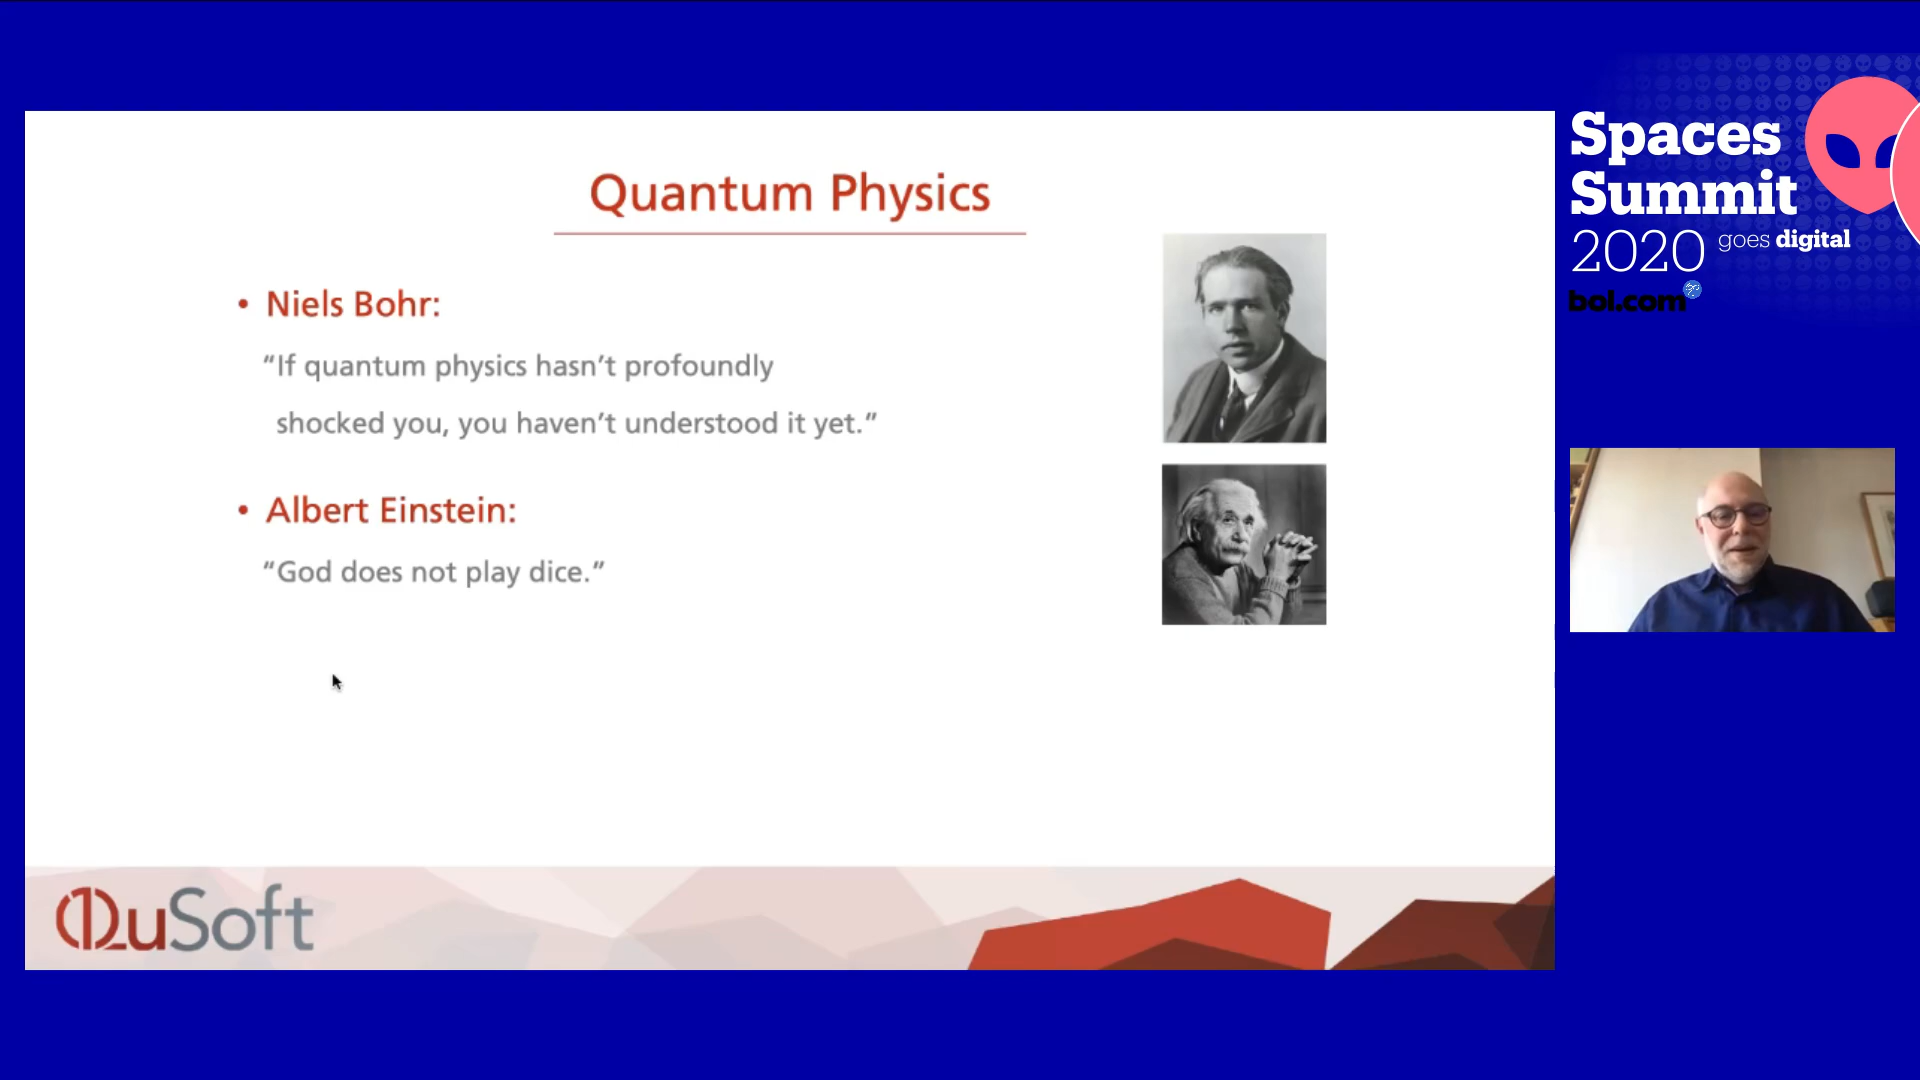 Quantum Physics
• Niels Bohr:
“If quantum physics hasn’t profoundly
shocked you, you haven’t understood it yet.”
• Albert Einstein:
“God does not play dice.”
QuSoft
Spaces
Summit
2020 goes digital
bol.com